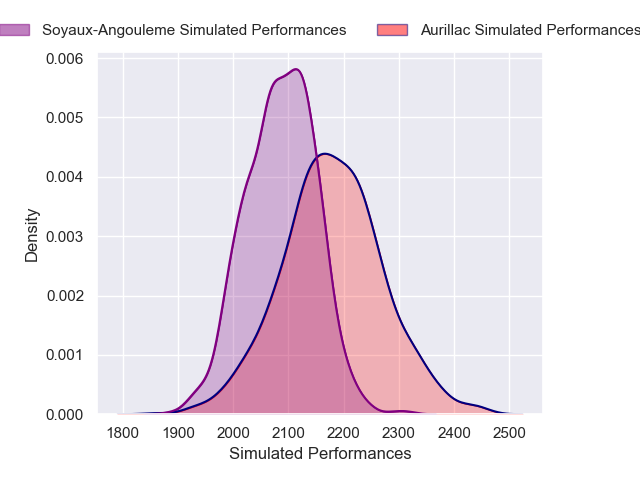 Soyaux-Angouleme Simulated Performances
Aurillac Simulated Performances
0.006
0.005
0.004
0.003
0.002
0.001
0.000
Density
1800 1900 2000 2100 2200 2300 2400 2500
Simulated Performances